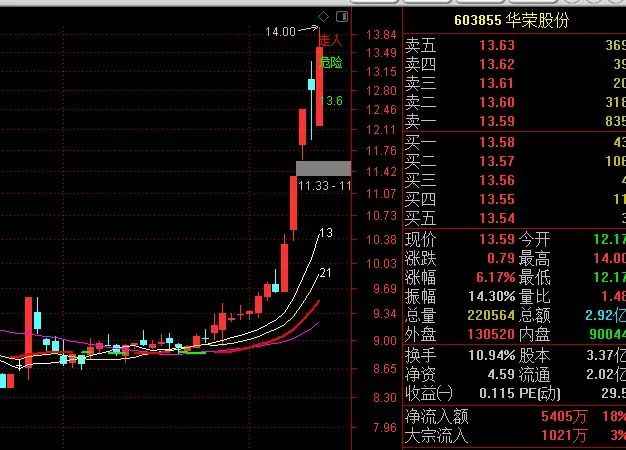 603855 华荣股份
14.00
走人
危险
13.6
11.33 - 11
13
21
13.84
13.49
13.15
12.80
12.46
12.11
11.76
11.42
11.07
10.73
10.38
10.03
9.69
9.34
9.00
8.65
8.30
7.96
卖五 13.63 369
卖四 13.62 39
卖三 13.61 20
卖二 13.60 318
卖一 13.59 835
买一 13.58 43
买二 13.57 106
买三 13.56 4
买四 13.55 11
买五 13.54 3
现价 13.59 今开 12.17
涨跌 0.79 最高 14.00
涨幅 6.17% 最低 12.17
振幅 14.30% 量比 1.48
总量 220564 总额 2.92亿
外盘 130520 内盘 90044
换手 10.94% 股本 3.37亿
净资 4.59 流通 2.02亿
收益㈠ 0.115 PE(动) 29.5
净流入额 5405万 18%
大宗流入 1021万 3%